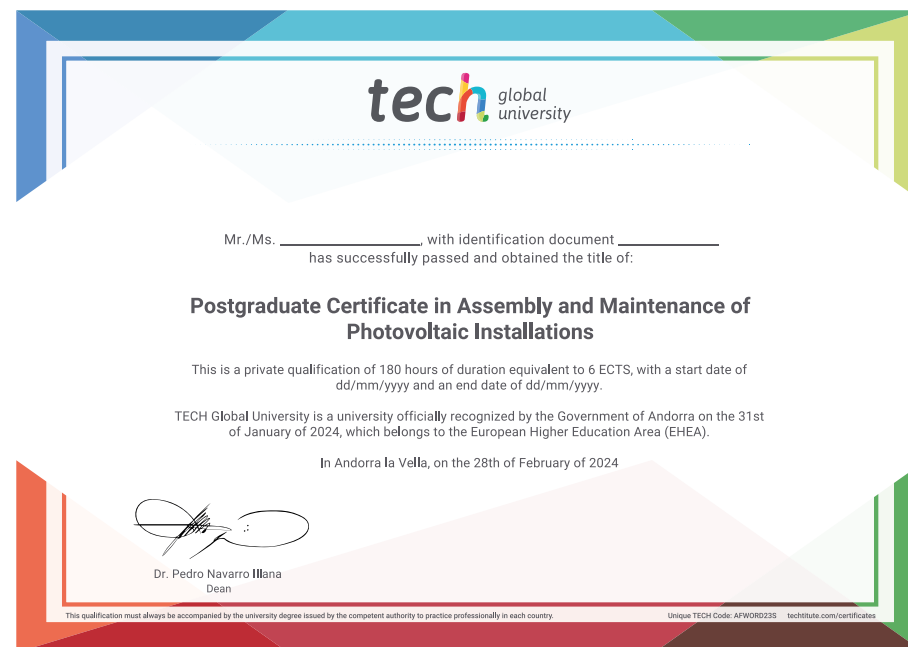 tech global university
Mr./Ms. ____________, with identification document ____________
has successfully passed and obtained the title of:
Postgraduate Certificate in Assembly and Maintenance of
Photovoltaic Installations
This is a private qualification of 180 hours of duration equivalent to 6 ECTS, with a start date of
dd/mm/yyyy and an end date of dd/mm/yyyy.
TECH Global University is a university officially recognized by the Government of Andorra on the 31st
of January of 2024, which belongs to the European Higher Education Area (EHEA).
In Andorra la Vella, on the 28th of February of 2024
Dr. Pedro Navarro Illana
Dean
This qualification must always be accompanied by the university degree issued by the competent authority to practice professionally in each country.
Unique TECH Code: AFWORD23S techtitute.com/certificates